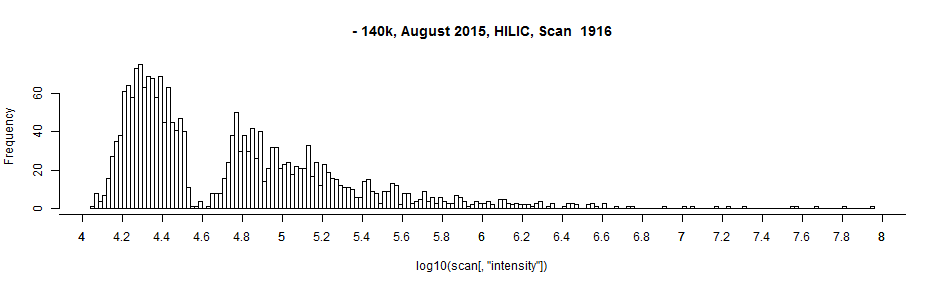 - 140k, August 2015, HILIC, Scan  1916
Frequency
0 20 40 60
4 4.2 4.4 4.6 4.8 5 5.2 5.4 5.6 5.8 6 6.2 6.4 6.6 6.8 7 7.2 7.4 7.6 7.8 8
log10(scan[, "intensity"])